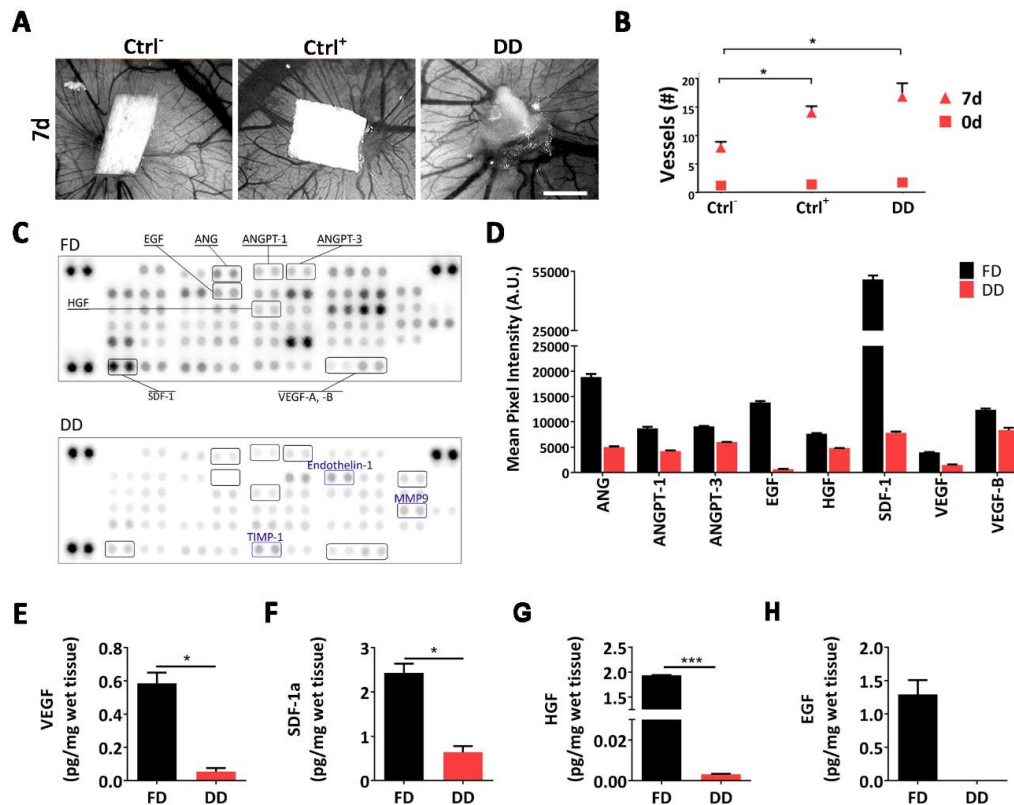 A
Ctrl⁻
Ctrl⁺
DD
7d
B
*
*
Vessels (#)
20
15
10
5
0
Ctrl⁻
Ctrl⁺
DD
7d
0d
C
FD
EGF
ANG
ANGPT-1
ANGPT-3
HGF
SDF-1
VEGF-A, -B
DD
Endothelin-1
MMP9
TIMP-1
D
Mean Pixel Intensity (A.U.)
55000
25000
20000
15000
10000
5000
0
FD
DD
ANG
ANGPT-1
ANGPT-3
EGF
HGF
SDF-1
VEGF
VEGF-B
E
VEGF
(pg/mg wet tissue)
0.8
0.6
0.4
0.2
0.0
*
FD
DD
F
SDF-1a
(pg/mg wet tissue)
3
2
1
0
*
FD
DD
G
HGF
(pg/mg wet tissue)
2.5
2.0
1.5
1.0
0.02
0.00
***
FD
DD
H
EGF
(pg/mg wet tissue)
2.0
1.5
1.0
0.5
0.0
FD
DD